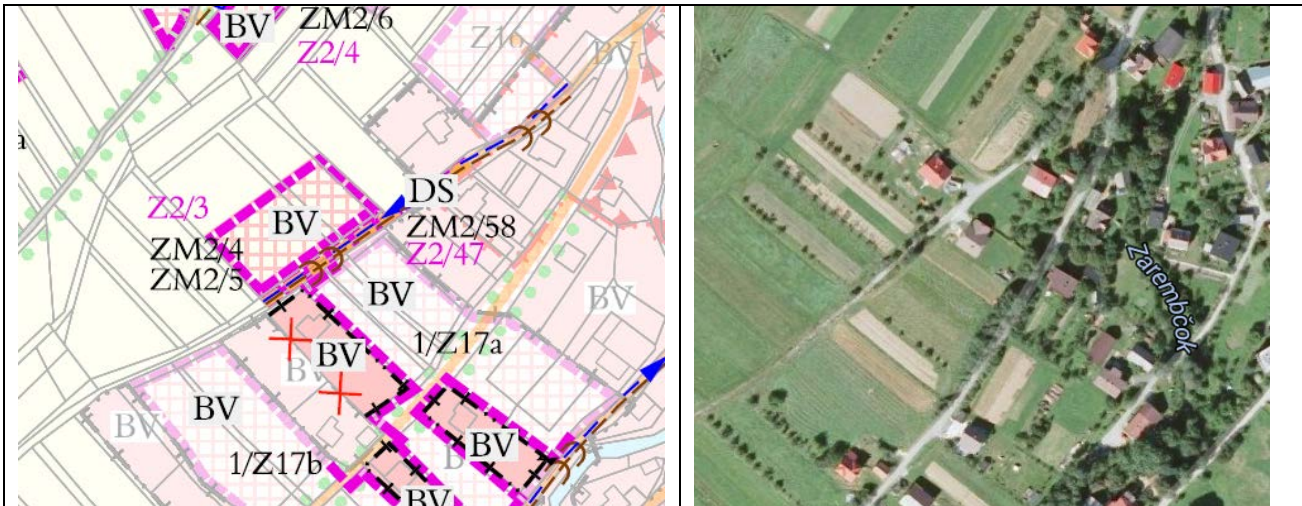 BV
ZM2/6
Z2/4
Z16
BV
a
Z2/3
BV
DS
ZM2/4
ZM2/58
ZM2/5
Z2/47
BV
BV
1/Z17a
BV
BV
BV
BV
BV
1/Z17b
BV
Zarembčok